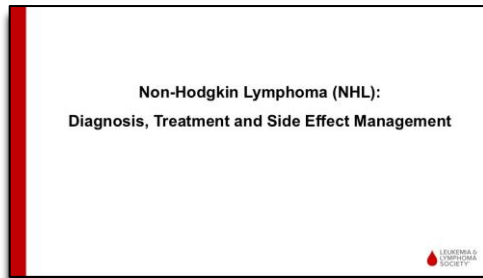 Non-Hodgkin Lymphoma (NHL):
Diagnosis, Treatment and Side Effect Management
LEUKEMIA &
LYMPHOMA
SOCIETY